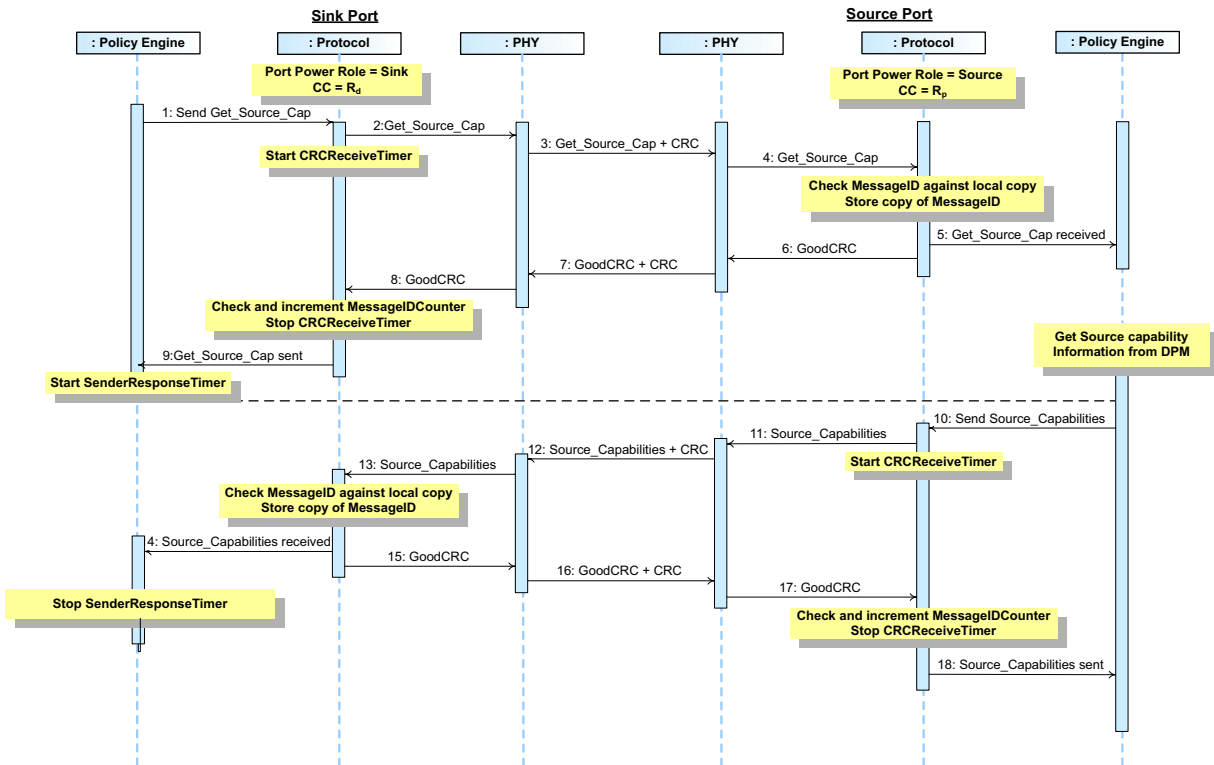 Sink Port
Source Port
: Policy Engine
: Protocol
: PHY
: PHY
: Protocol
: Policy Engine
Port Power Role = Sink
CC = Rd
Port Power Role = Source
CC = Rp
1: Send Get_Source_Cap
2:Get_Source_Cap
Start CRCReceiveTimer
3: Get_Source_Cap + CRC
4: Get_Source_Cap
Check MessageID against local copy
Store copy of MessageID
5: Get_Source_Cap received
6: GoodCRC
7: GoodCRC + CRC
8: GoodCRC
Check and increment MessageIDCounter
Stop CRCReceiveTimer
9:Get_Source_Cap sent
Start SenderResponseTimer
Get Source capability
Information from DPM
10: Send Source_Capabilities
11: Source_Capabilities
Start CRCReceiveTimer
12: Source_Capabilities + CRC
13: Source_Capabilities
Check MessageID against local copy
Store copy of MessageID
4: Source_Capabilities received
15: GoodCRC
16: GoodCRC + CRC
17: GoodCRC
Stop SenderResponseTimer
Check and increment MessageIDCounter
Stop CRCReceiveTimer
18: Source_Capabilities sent